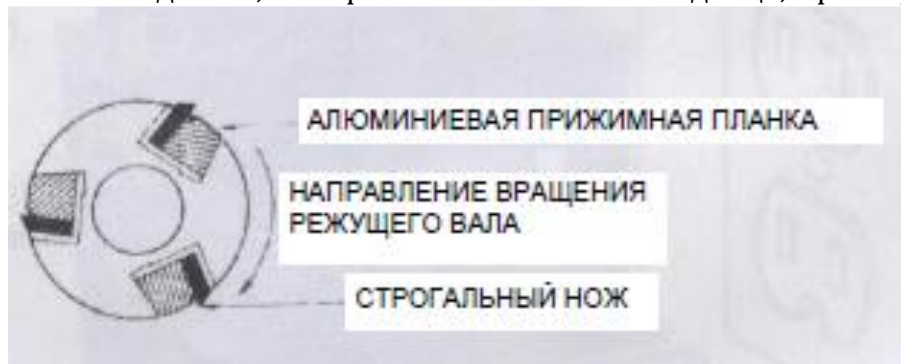 АЛЮМИНИЕВАЯ ПРИЖИМНАЯ ПЛАНКА
НАПРАВЛЕНИЕ ВРАЩЕНИЯ
РЕЖУЩЕГО ВАЛА
СТРОГАЛЬНЫЙ НОЖ